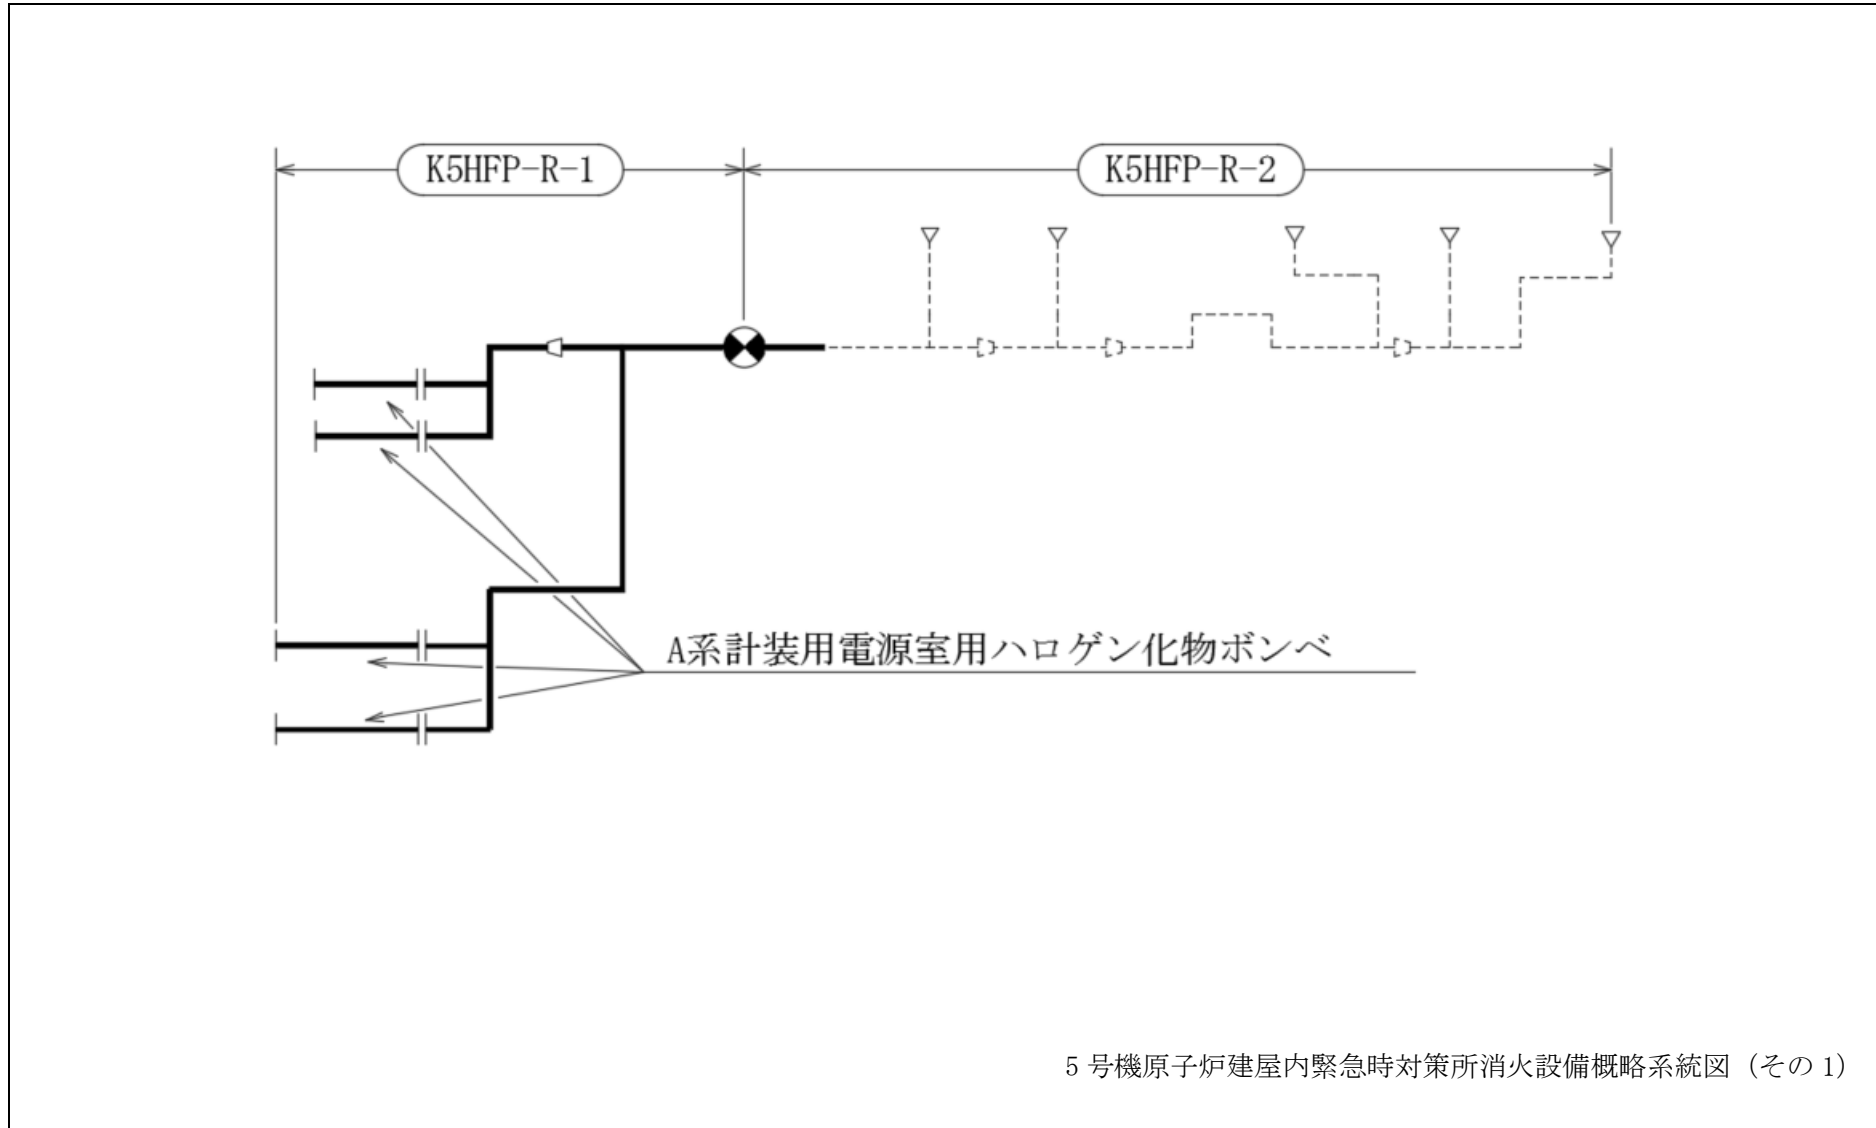 K5HFP-R-1
K5HFP-R-2
A系計装用電源室用ハロゲン化物ボンベ
5 号機原子炉建屋内緊急時対策所消火設備概略系統図（その 1）